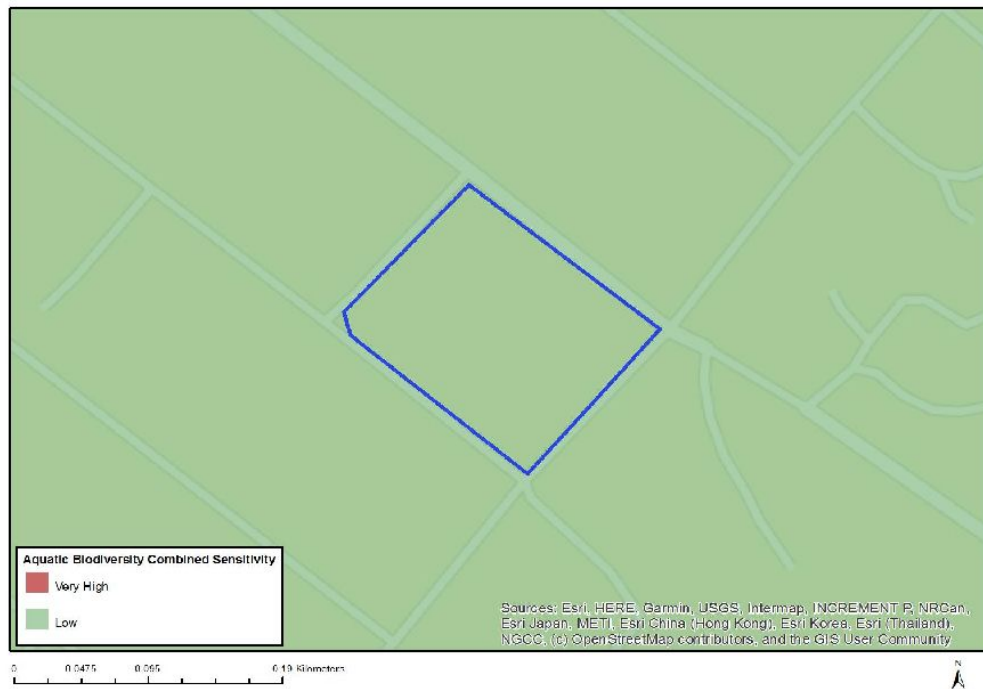 Aquatic Biodiversity Combined Sensitivity
Very High
Low
Sources: Esri, HERE, Garmin, USGS, Intermap, INCREMENT P, NRCan,
Esri Japan, METI, Esri China (Hong Kong), Esri Korea, Esri (Thailand),
NGCC, (c) OpenStreetMap contributors, and the GIS User Community
0 0.0475 0.095 0.19 Kilometers
N